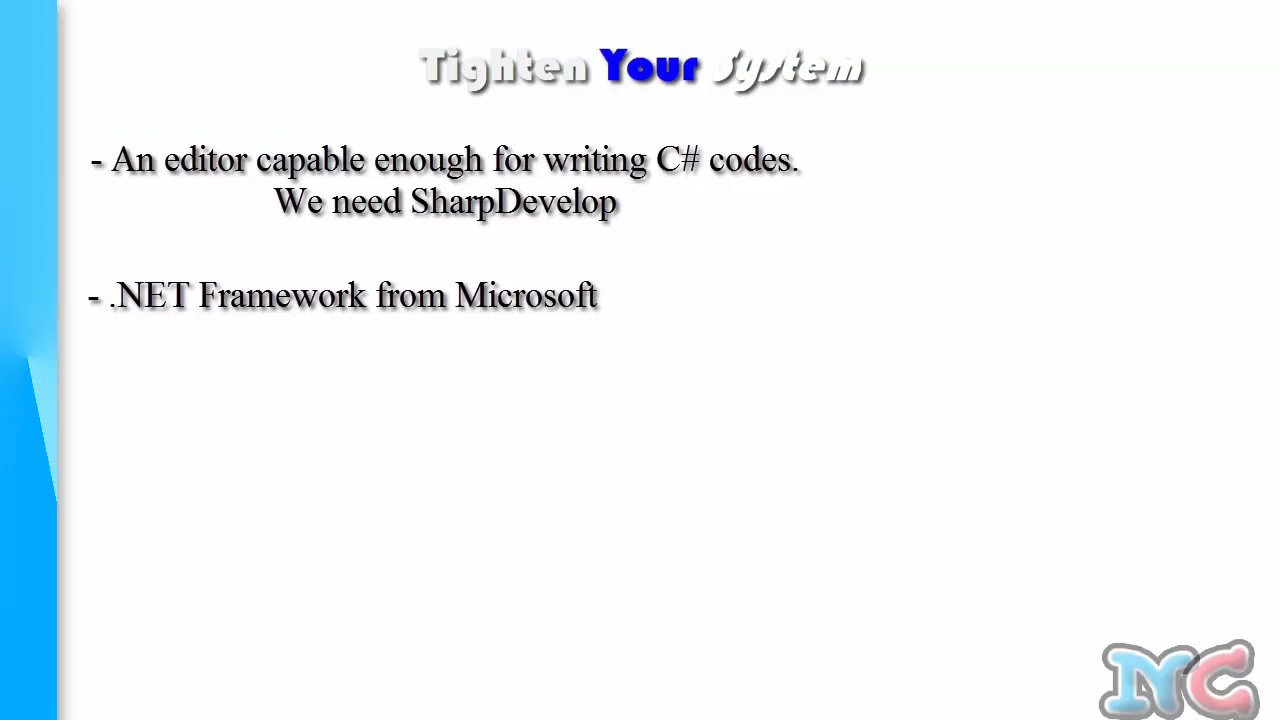 Tighten Your System
- An editor capable enough for writing C# codes.
We need SharpDevelop
- .NET Framework from Microsoft
NC